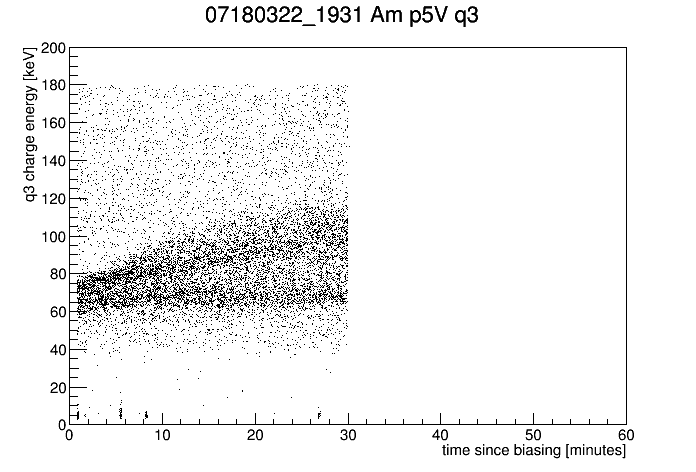 07180322_1931 Am p5V q3
q3 charge energy [keV]
200
180
160
140
120
100
80
60
40
20
0
0 10 20 30 40 50 60
time since biasing [minutes]